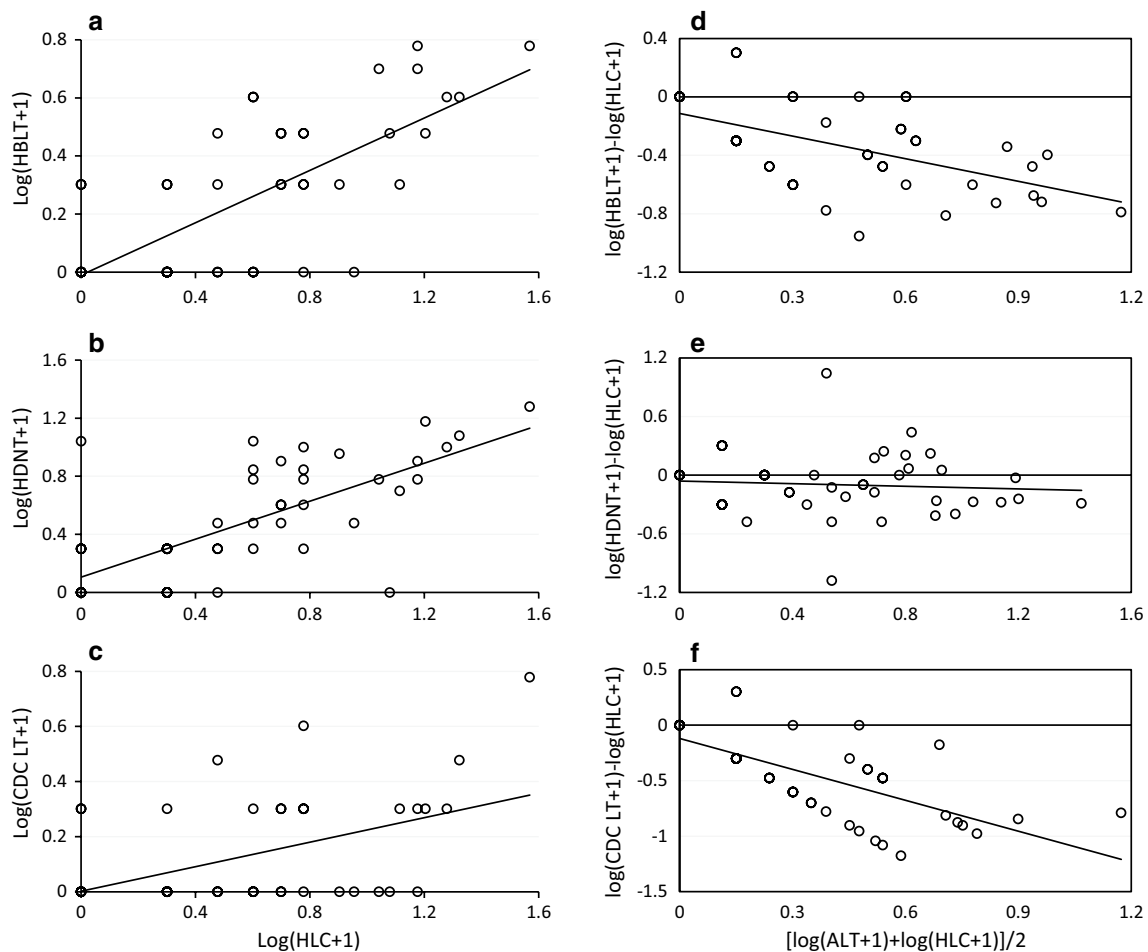 a
Log(HBLT+1)
0.8
0.6
0.4
0.2
0
0 0.4 0.8 1.2 1.6
b
Log(HDNT+1)
1.6
1.2
0.8
0.4
0
0 0.4 0.8 1.2 1.6
c
Log(CDC LT+1)
0.8
0.6
0.4
0.2
0
0 0.4 0.8 1.2 1.6
Log(HLC+1)
d
log(HBLT+1)-log(HLC+1)
0.4
0
-0.4
-0.8
-1.2
0 0.3 0.6 0.9 1.2
e
log(HDNT+1)-log(HLC+1)
1.2
0.6
0
-0.6
-1.2
0 0.4 0.8 1.2 1.6
f
log(CDC LT+1)-log(HLC+1)
0.5
0
-0.5
-1
-1.5
0 0.3 0.6 0.9 1.2
[log(ALT+1)+log(HLC+1)]/2